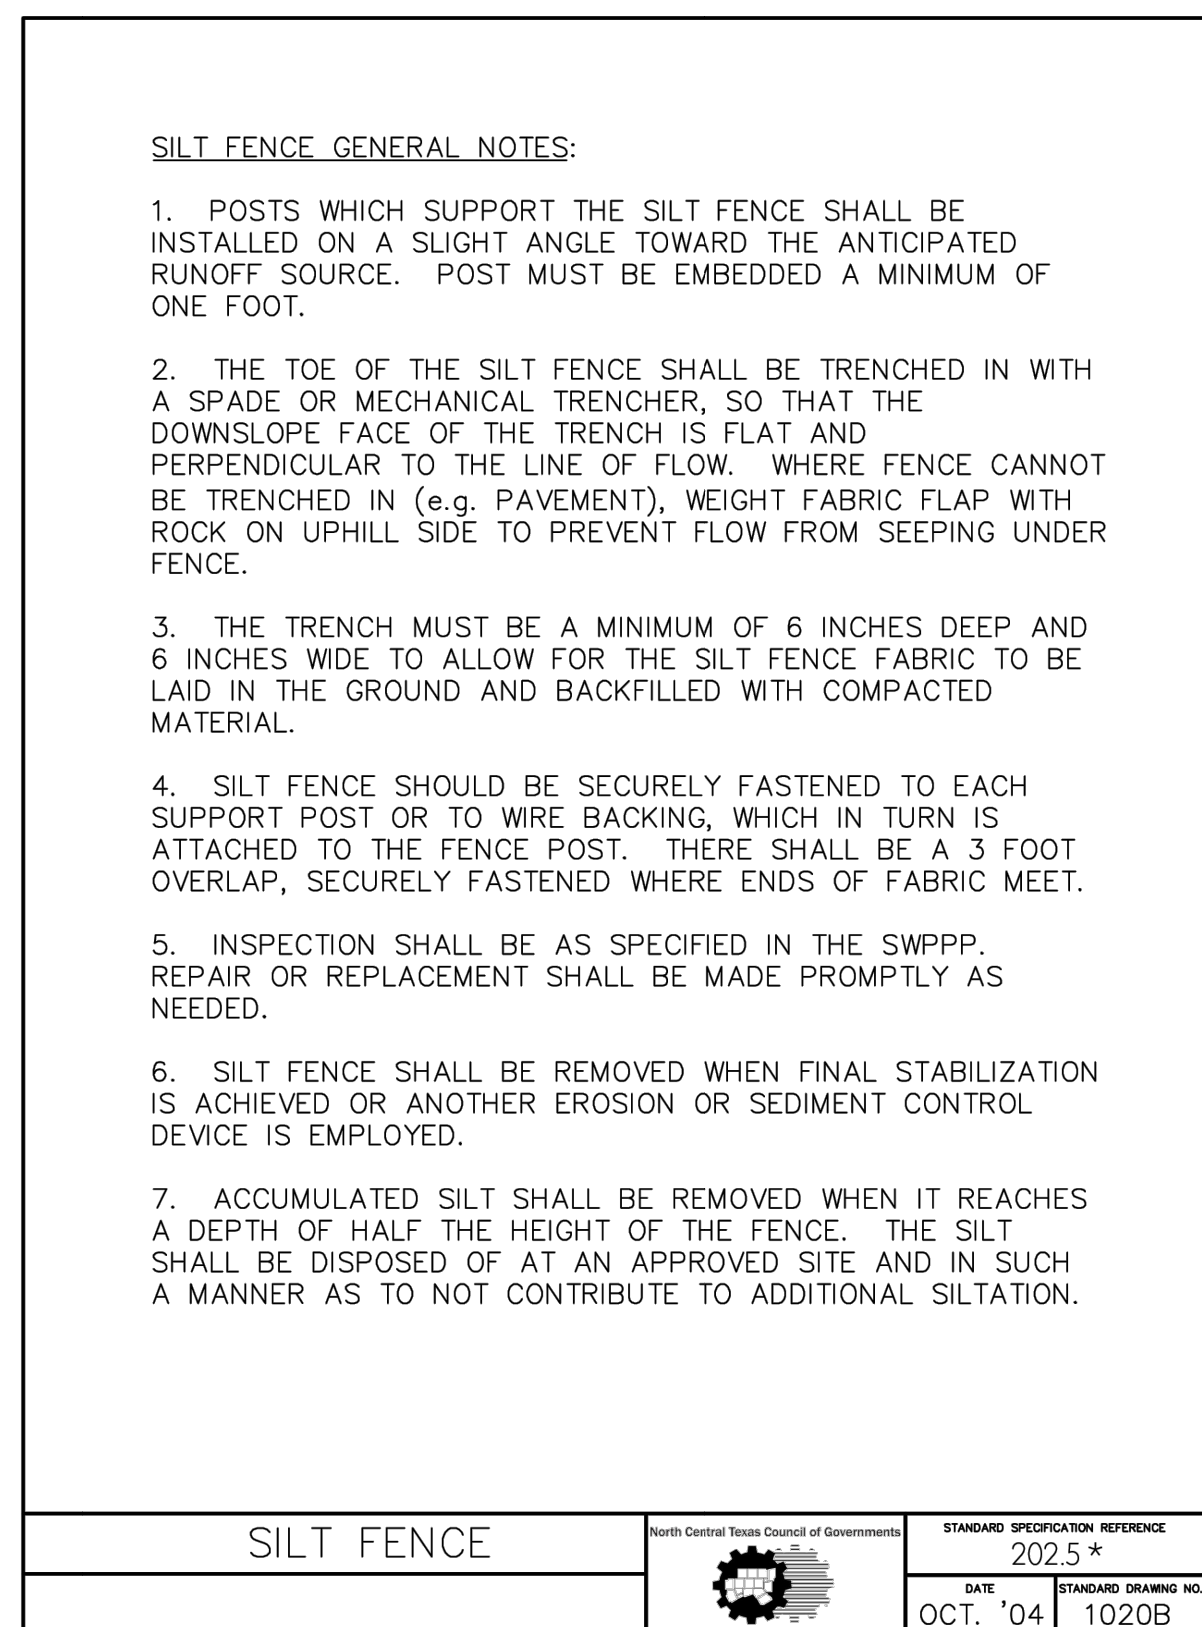 SILT FENCE GENERAL NOTES:
1. POSTS WHICH SUPPORT THE SILT FENCE SHALL BE
INSTALLED ON A SLIGHT ANGLE TOWARD THE ANTICIPATED
RUNOFF SOURCE. POST MUST BE EMBEDDED A MINIMUM OF
ONE FOOT.
2. THE TOE OF THE SILT FENCE SHALL BE TRENCHED IN WITH
A SPADE OR MECHANICAL TRENCHER, SO THAT THE
DOWNSLOPE FACE OF THE TRENCH IS FLAT AND
PERPENDICULAR TO THE LINE OF FLOW. WHERE FENCE CANNOT
BE TRENCHED IN (e.g. PAVEMENT), WEIGHT FABRIC FLAP WITH
ROCK ON UPHILL SIDE TO PREVENT FLOW FROM SEEPING UNDER
FENCE.
3. THE TRENCH MUST BE A MINIMUM OF 6 INCHES DEEP AND
6 INCHES WIDE TO ALLOW FOR THE SILT FENCE FABRIC TO BE
LAID IN THE GROUND AND BACKFILLED WITH COMPACTED
MATERIAL.
4. SILT FENCE SHOULD BE SECURELY FASTENED TO EACH
SUPPORT POST OR TO WIRE BACKING, WHICH IN TURN IS
ATTACHED TO THE FENCE POST. THERE SHALL BE A 3 FOOT
OVERLAP, SECURELY FASTENED WHERE ENDS OF FABRIC MEET.
5. INSPECTION SHALL BE AS SPECIFIED IN THE SWPPP.
REPAIR OR REPLACEMENT SHALL BE MADE PROMPTLY AS
NEEDED.
6. SILT FENCE SHALL BE REMOVED WHEN FINAL STABILIZATION
IS ACHIEVED OR ANOTHER EROSION OR SEDIMENT CONTROL
DEVICE IS EMPLOYED.
7. ACCUMULATED SILT SHALL BE REMOVED WHEN IT REACHES
A DEPTH OF HALF THE HEIGHT OF THE FENCE. THE SILT
SHALL BE DISPOSED OF AT AN APPROVED SITE AND IN SUCH
A MANNER AS TO NOT CONTRIBUTE TO ADDITIONAL SILTATION.
SILT FENCE
North Central Texas Council of Governments
STANDARD SPECIFICATION REFERENCE
202.5*
DATE
OCT. '04
STANDARD DRAWING NO.
1020B